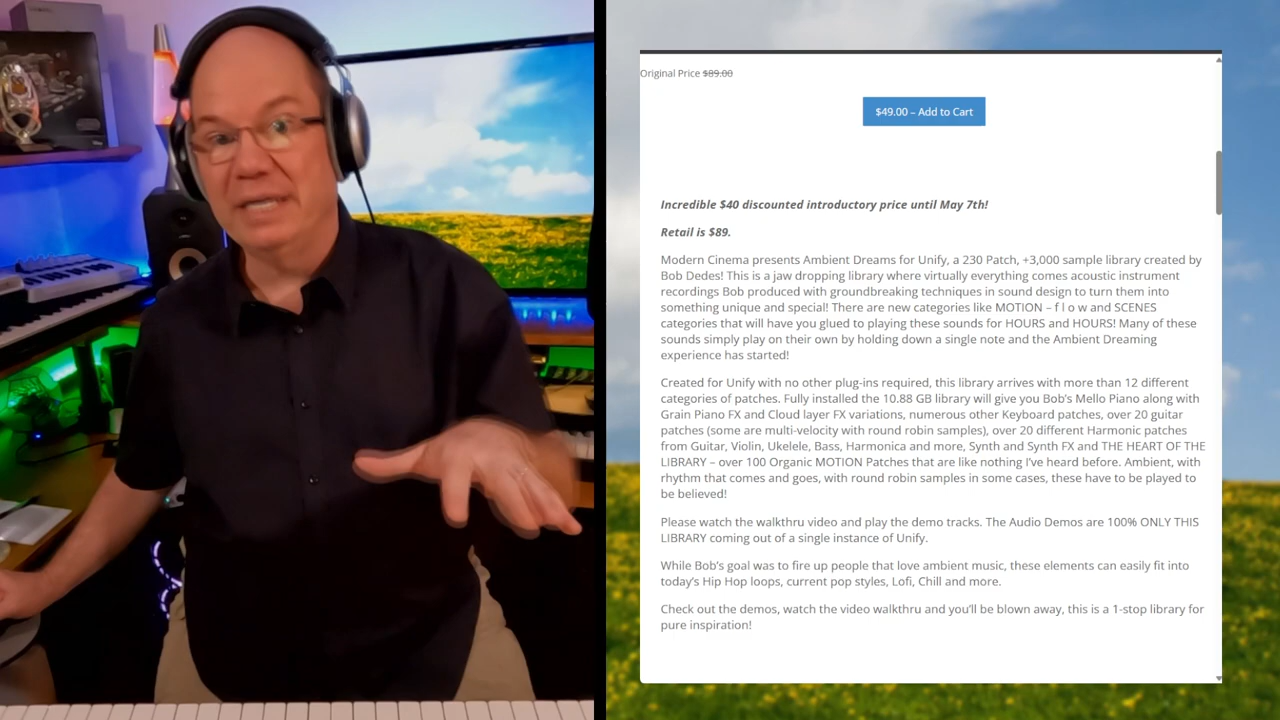 Original Price $89.00
$49.00 – Add to Cart
Incredible $40 discounted introductory price until May 7th!
Retail is $89.
Modern Cinema presents Ambient Dreams for Unify, a 230 Patch, +3,000 sample library created by
Bob Dedes! This is a jaw dropping library where virtually everything comes acoustic instrument
recordings Bob produced with groundbreaking techniques in sound design to turn them into
something unique and special! There are new categories like MOTION – f l o w and SCENES
categories that will have you glued to playing these sounds for HOURS and HOURS! Many of these
sounds simply play on their own by holding down a single note and the Ambient Dreaming
experience has started!
Created for Unify with no other plug-ins required, this library arrives with more than 12 different
categories of patches. Fully installed the 10.88 GB library will give you Bob's Mello Piano along with
Grain Piano FX and Cloud layer FX variations, numerous other Keyboard patches, over 20 guitar
patches (some are multi-velocity with round robin samples), over 20 different Harmonic patches
from Guitar, Violin, Ukelele, Bass, Harmonica and more, Synth and Synth FX and THE HEART OF THE
LIBRARY – over 100 Organic MOTION Patches that are like nothing I've heard before. Ambient, with
rhythm that comes and goes, with round robin samples in some cases, these have to be played to
be believed!
Please watch the walkthru video and play the demo tracks. The Audio Demos are 100% ONLY THIS
LIBRARY coming out of a single instance of Unify.
While Bob's goal was to fire up people that love ambient music, these elements can easily fit into
today's Hip Hop loops, current pop styles, Lofi, Chill and more.
Check out the demos, watch the video walkthru and you'll be blown away, this is a 1-stop library for
pure inspiration!